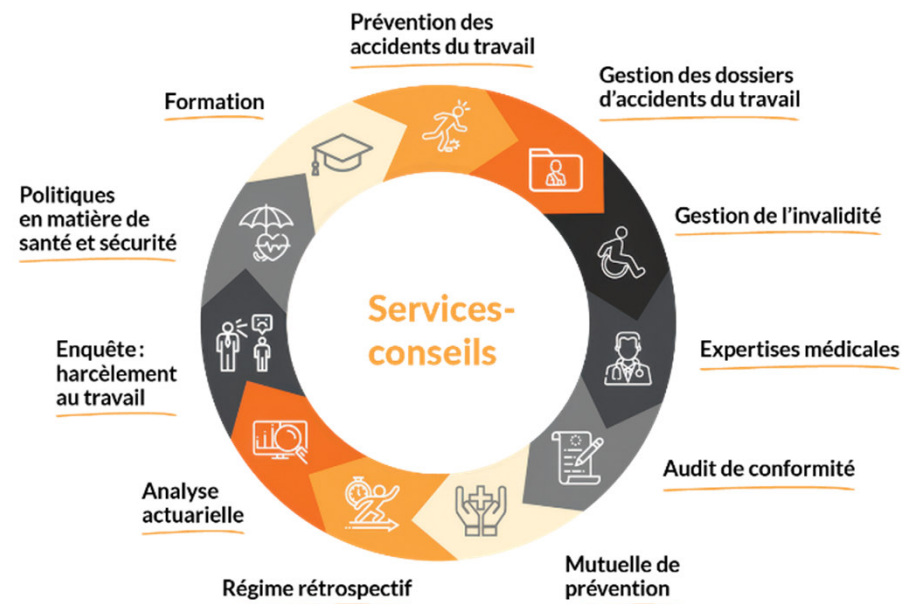 Prévention des
accidents du travail
Gestion des dossiers
d'accidents du travail
Gestion de l'invalidité
Expertises médicales
Audit de conformité
Mutuelle de
prévention
Régime rétrospectif
Analyse
actuarielle
Enquête :
harcèlement
au travail
Politiques
en matière de
santé et sécurité
Formation
Services-
conseils